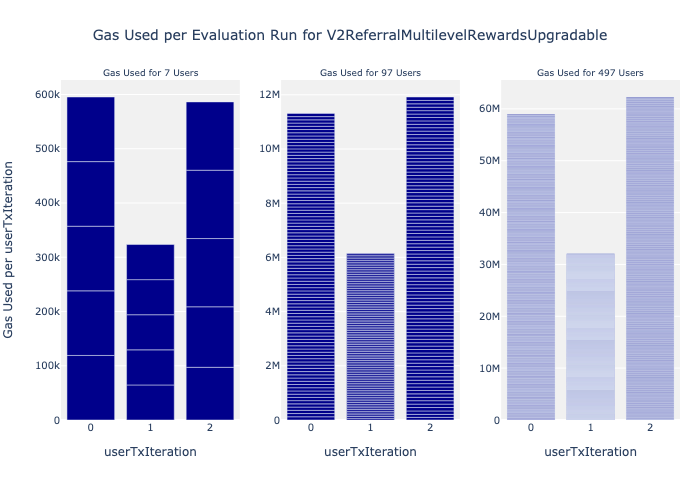 Gas Used per Evaluation Run for V2ReferralMultilevelRewardsUpgradable
Gas Used per userTxIteration
Gas Used for 7 Users
600k
500k
400k
300k
200k
100k
0
0 1 2
userTxIteration
Gas Used for 97 Users
12M
10M
8M
6M
4M
2M
0
0 1 2
userTxIteration
Gas Used for 497 Users
60M
50M
40M
30M
20M
10M
0
0 1 2
userTxIteration